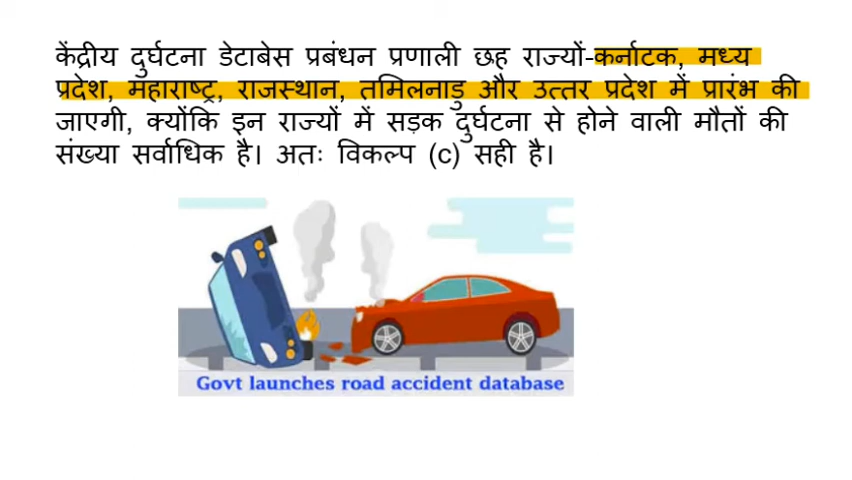 केंद्रीय दुर्घटना डेटाबेस प्रबंधन प्रणाली छह राज्यों-कर्नाटक, मध्य
प्रदेश, महाराष्ट्र, राजस्थान, तमिलनाडु और उत्तर प्रदेश में प्रारंभ की
जाएगी, क्योंकि इन राज्यों में सड़क दुर्घटना से होने वाली मौतों की
संख्या सर्वाधिक है। अतः विकल्प (c) सही है।
Govt launches road accident database